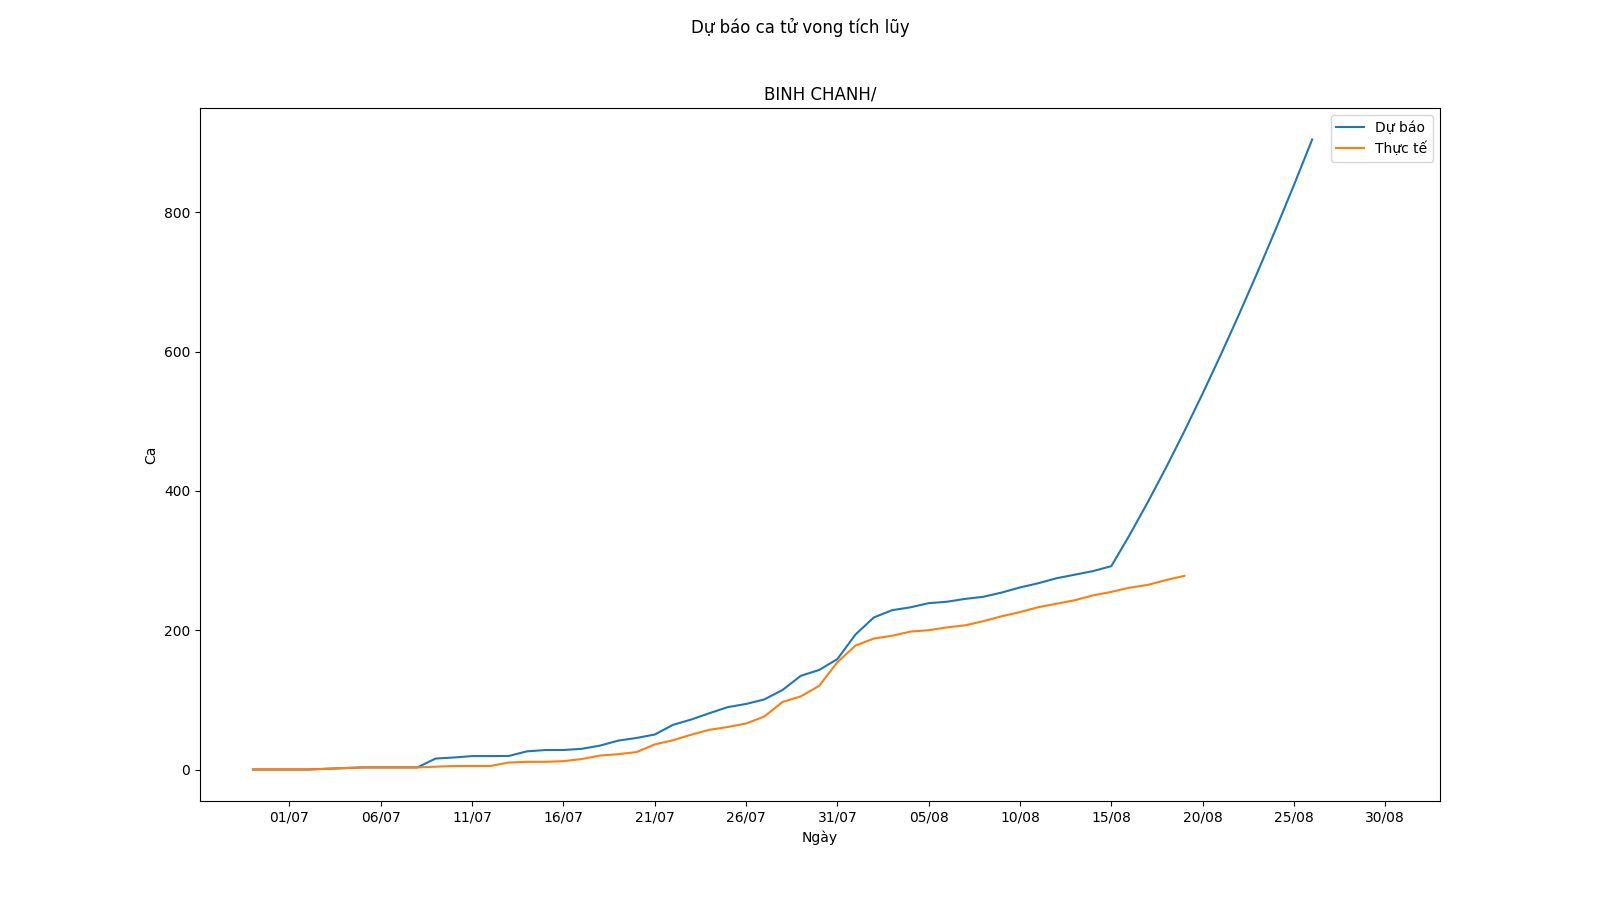 Dự báo ca tử vong tích lũy
BINH CHANH/
Dự báo
Thực tế
Ca
800
600
400
200
0
01/07 06/07 11/07 16/07 21/07 26/07 31/07 05/08 10/08 15/08 20/08 25/08 30/08
Ngày